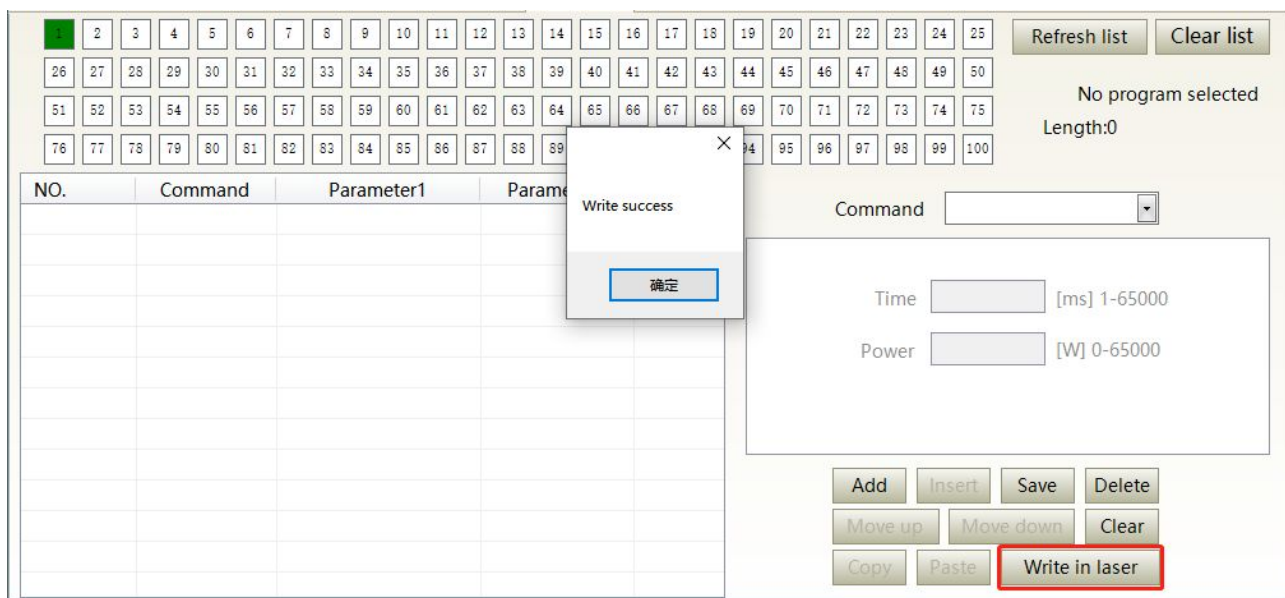 1 2 3 4 5 6 7 8 9 10 11 12 13 14 15 16 17 18 19 20 21 22 23 24 25 Refresh list Clear list
26 27 28 29 30 31 32 33 34 35 36 37 38 39 40 41 42 43 44 45 46 47 48 49 50
No program selected
51 52 53 54 55 56 57 58 59 60 61 62 63 64 65 66 67 68 69 70 71 72 73 74 75
Length:0
76 77 78 79 80 81 82 83 84 85 86 87 88 89 95 96 97 98 99 100
NO. Command Parameter1
Write success
Command
确定
Time [ms] 1-65000
Power [W] 0-65000
Add Insert Save Delete
Move up Move down Clear
Copy Paste Write in laser